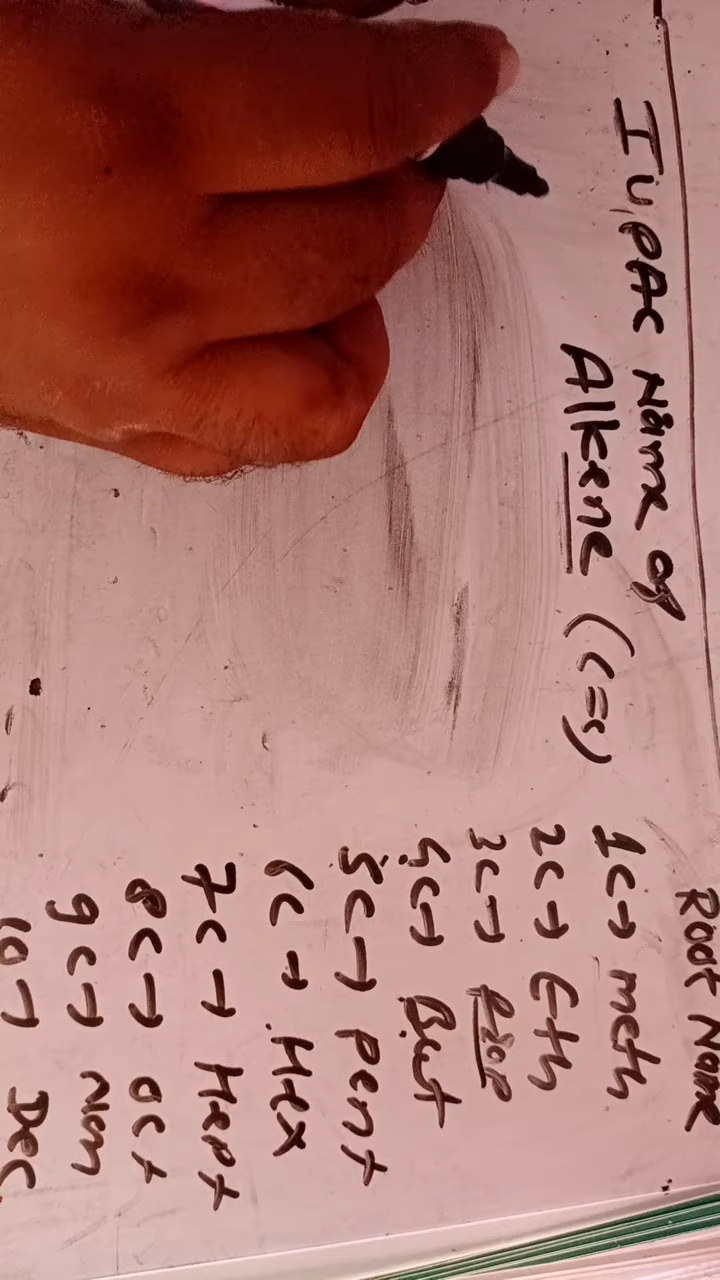 IUPAC Name of
Alkene (C=C)
Root Name
1C→ meth
2C→ Eth
3C→ Prop
4C→ But
5C→ Pent
6C→ Hex
7C→ Hept
8C→ Oct
9C→ Non
10→ Dec